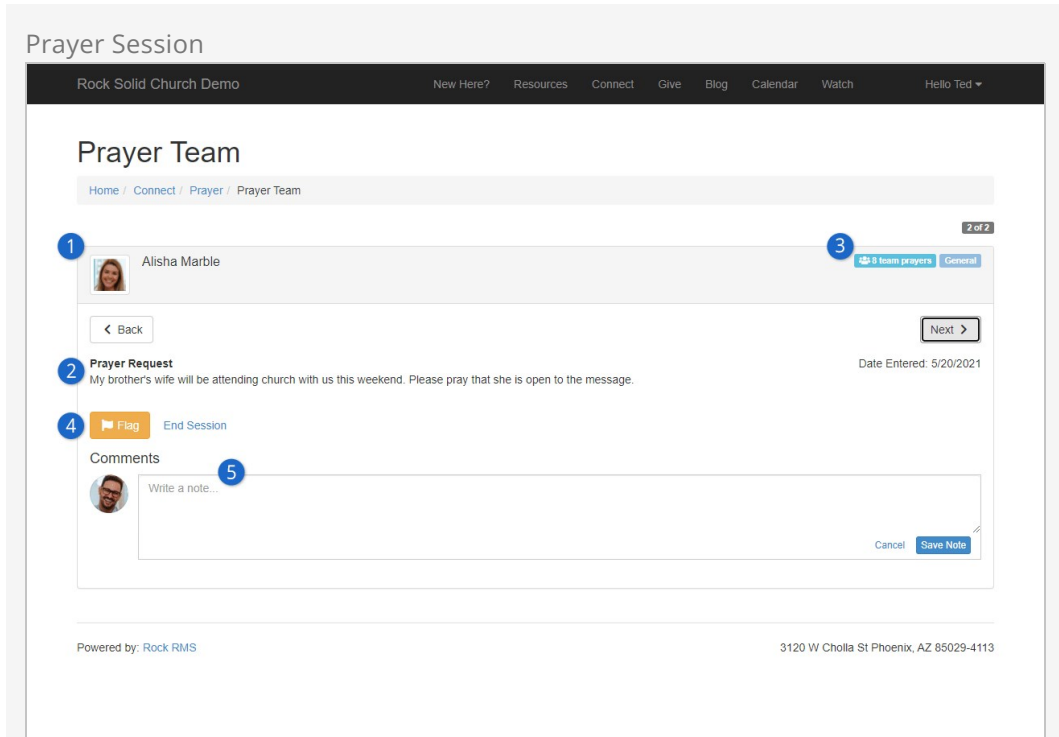 Prayer Session
Rock Solid Church Demo New Here? Resources Connect Give Blog Calendar Watch Hello Ted
Prayer Team
Home / Connect / Prayer / Prayer Team
2 of 2
1 3
Alisha Marble 8 team prayers General
Back Next
2 Prayer Request Date Entered: 5/20/2021
My brother's wife will be attending church with us this weekend. Please pray that she is open to the message.
4 Flag End Session
Comments
5
Write a note...
Cancel Save Note
Powered by: Rock RMS 3120 W Cholla St Phoenix, AZ 85029-4113